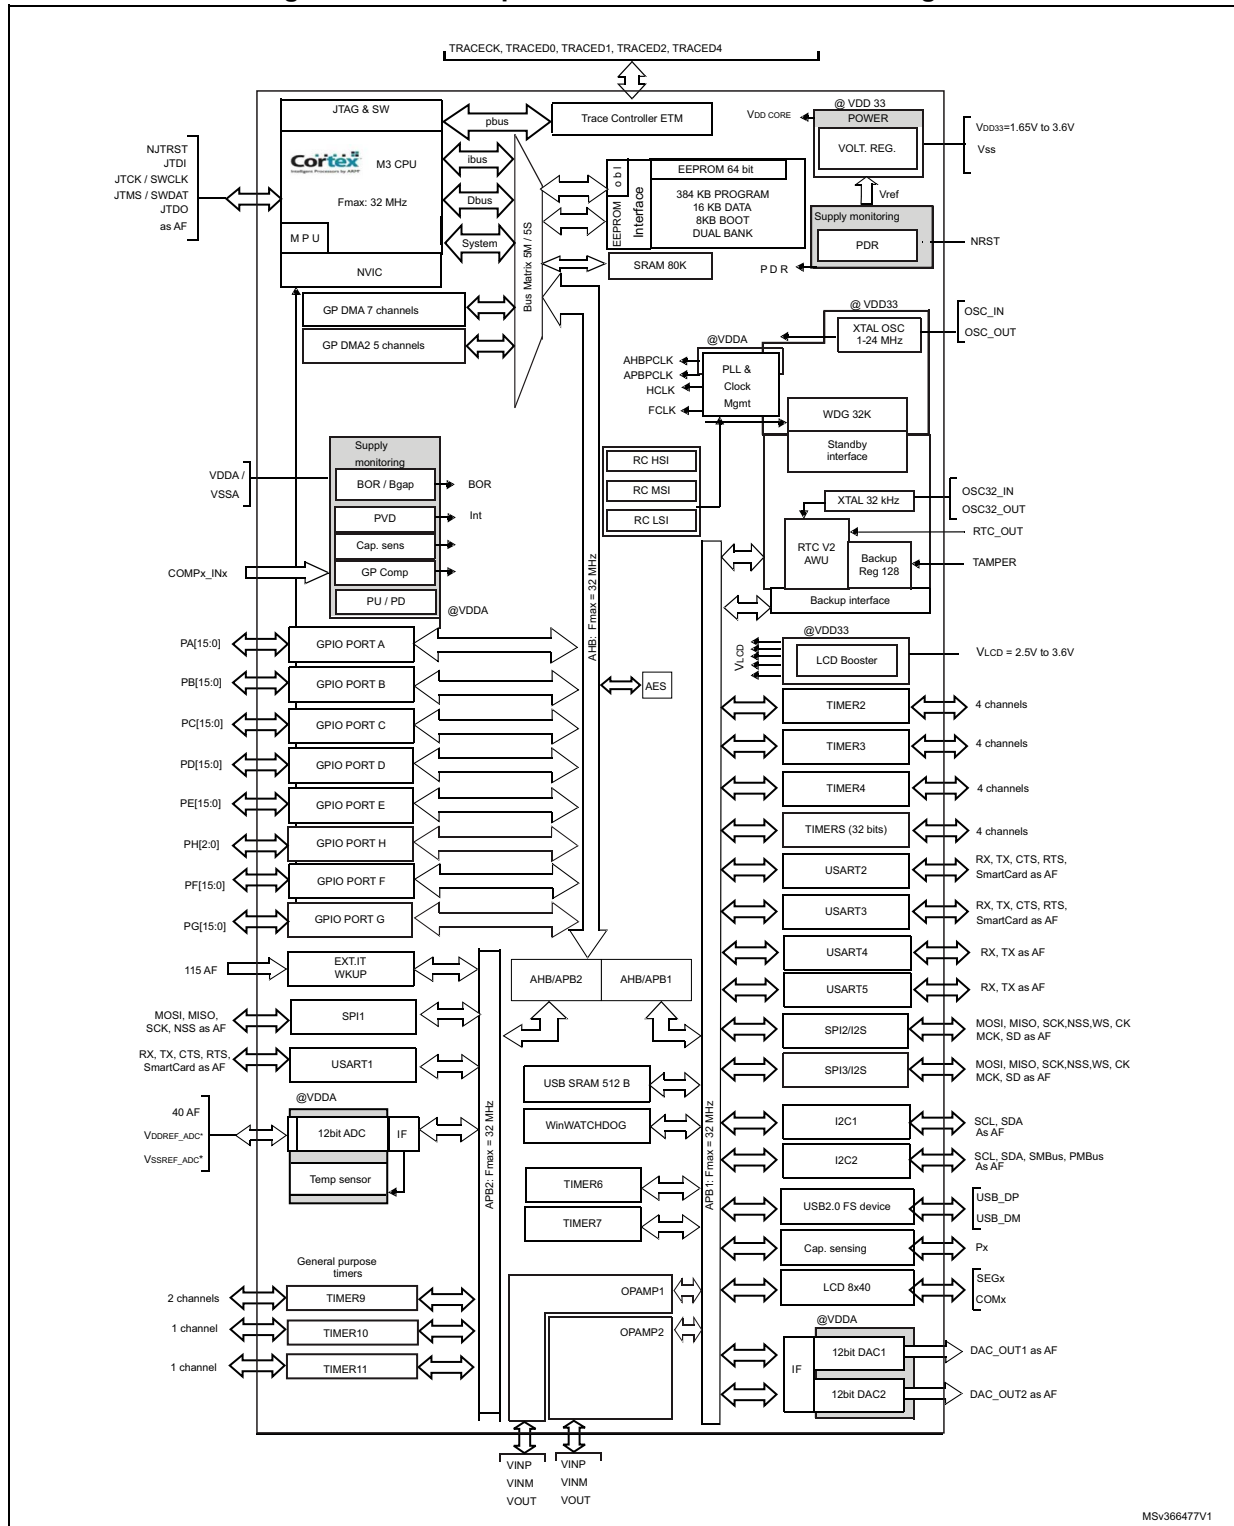 TRACECK, TRACED0, TRACED1, TRACED2, TRACED4
JTAG & SW
pbus
Trace Controller ETM
VDD CORE
@ VDD 33
POWER
VOLT. REG.
VDD33=1.65V to 3.6V
Vss
NJTRST
JTDI
JTCK / SWCLK
JTMS / SWDAT
JTDO
as AF
Cortex
Intelligent Processors by ARM®
M3 CPU
Fmax: 32 MHz
M P U
NVIC
ibus
Dbus
System
Bus Matrix 5M / 5S
o b l
EEPROM
Interface
EEPROM 64 bit
384 KB PROGRAM
16 KB DATA
8KB BOOT
DUAL BANK
SRAM 80K
Vref
Supply monitoring
PDR
NRST
P D R
GP DMA 7 channels
GP DMA2 5 channels
@ VDD33
XTAL OSC
1-24 MHz
OSC_IN
OSC_OUT
@VDDA
AHBPCLK
APBPCLK
HCLK
FCLK
PLL &
Clock
Mgmt
WDG 32K
Standby
interface
Supply
monitoring
VDDA /
VSSA
BOR / Bgap
BOR
PVD
Int
Cap. sens
GP Comp
COMPx_INx
PU / PD
@VDDA
RC HSI
RC MSI
RC LSI
XTAL 32 kHz
OSC32_IN
OSC32_OUT
RTC_OUT
RTC V2
AWU
Backup
Reg 128
TAMPER
Backup interface
AHB: Fmax = 32 MHz
PA[15:0]
GPIO PORT A
PB[15:0]
GPIO PORT B
PC[15:0]
GPIO PORT C
PD[15:0]
GPIO PORT D
PE[15:0]
GPIO PORT E
PH[2:0]
GPIO PORT H
PF[15:0]
GPIO PORT F
PG[15:0]
GPIO PORT G
AES
@VDD33
VLCD
LCD Booster
VLCD = 2.5V to 3.6V
TIMER2
4 channels
TIMER3
4 channels
TIMER4
4 channels
TIMERS (32 bits)
4 channels
USART2
RX, TX, CTS, RTS,
SmartCard as AF
USART3
RX, TX, CTS, RTS,
SmartCard as AF
USART4
RX, TX as AF
USART5
RX, TX as AF
SPI2/I2S
MOSI, MISO, SCK,NSS,WS, CK
MCK, SD as AF
SPI3/I2S
MOSI, MISO, SCK,NSS,WS, CK
MCK, SD as AF
I2C1
SCL, SDA
As AF
I2C2
SCL, SDA, SMBus, PMBus
As AF
USB2.0 FS device
USB_DP
USB_DM
Cap. sensing
Px
LCD 8x40
SEGx
COMx
@VDDA
IF
12bit DAC1
DAC_OUT1 as AF
12bit DAC2
DAC_OUT2 as AF
115 AF
EXT.IT
WKUP
AHB/APB2
AHB/APB1
MOSI, MISO,
SCK, NSS as AF
SPI1
RX, TX, CTS, RTS,
SmartCard as AF
USART1
@VDDA
40 AF
VDDREF_ADC*
VSSREF_ADC*
12bit ADC
IF
Temp sensor
APB2: Fmax = 32 MHz
APB1: Fmax = 32 MHz
USB SRAM 512 B
WinWATCHDOG
TIMER6
TIMER7
General purpose
timers
2 channels
TIMER9
1 channel
TIMER10
1 channel
TIMER11
OPAMP1
OPAMP2
VINP
VINM
VOUT
VINP
VINM
VOUT
MSv366477V1